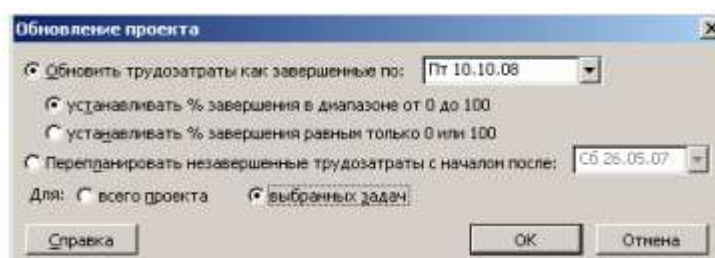 Обновление проекта
Обновить трудозатраты как завершенные по: Пт 10.10.08
устанавливать % завершения в диапазоне от 0 до 100
устанавливать % завершения равным только 0 или 100
Перепланировать незавершенные трудозатраты с началом после: Сб 26.05.07
Для: всего проекта выбранных задач
Справка OK Отмена